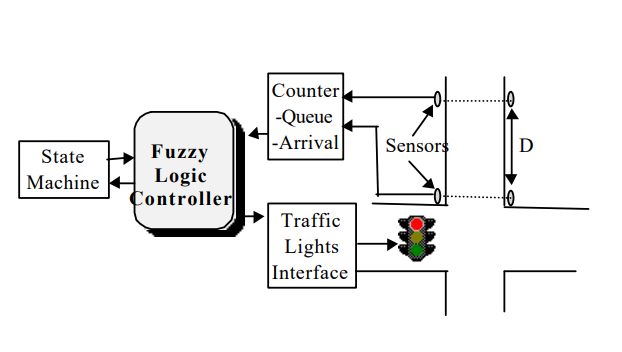 State
Machine
Fuzzy
Logic
Controller
Counter
-Queue
-Arrival
Traffic
Lights
Interface
Sensors
D